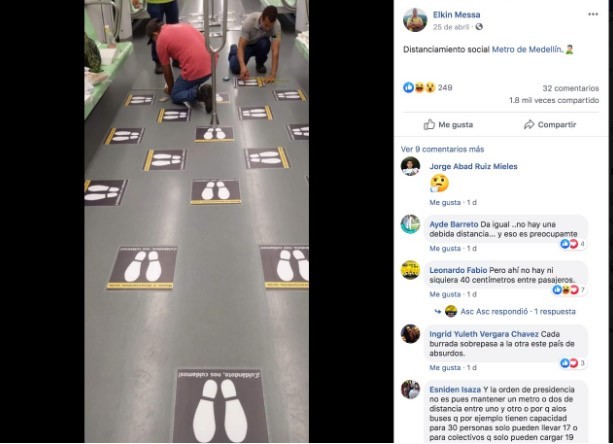 ¡Cuidándote, nos cuidamos!
Elkin Messa
25 de abril ·
Distanciamiento social Metro de Medellín. 🤦🏻‍♂️
249
32 comentarios
1.8 mil veces compartido
Me gusta
Compartir
Ver 9 comentarios más
Jorge Abad Ruiz Mieles
🤔
Me gusta · 1 d
Ayde Barreto Da igual ..no hay una
debida distancia... y eso es preocupamte
4
Me gusta · 1 d
Leonardo Fabio Pero ahí no hay ni
siquiera 40 centímetros entre pasajeros.
7
Me gusta · 1 d
Asc Asc respondió · 1 respuesta
Ingrid Yuleth Vergara Chavez Cada
burrada sobrepasa a la otra este país de
absurdos.
3
Me gusta · 1 d
Esniden Isaza Y la orden de presidencia
no es pues mantener un metro o dos de
distancia entre uno y otro o por q alos
buses q por ejemplo tienen capacidad
para 30 personas solo pueden llevar 17 o
para colectivos q solo pueden cargar 19